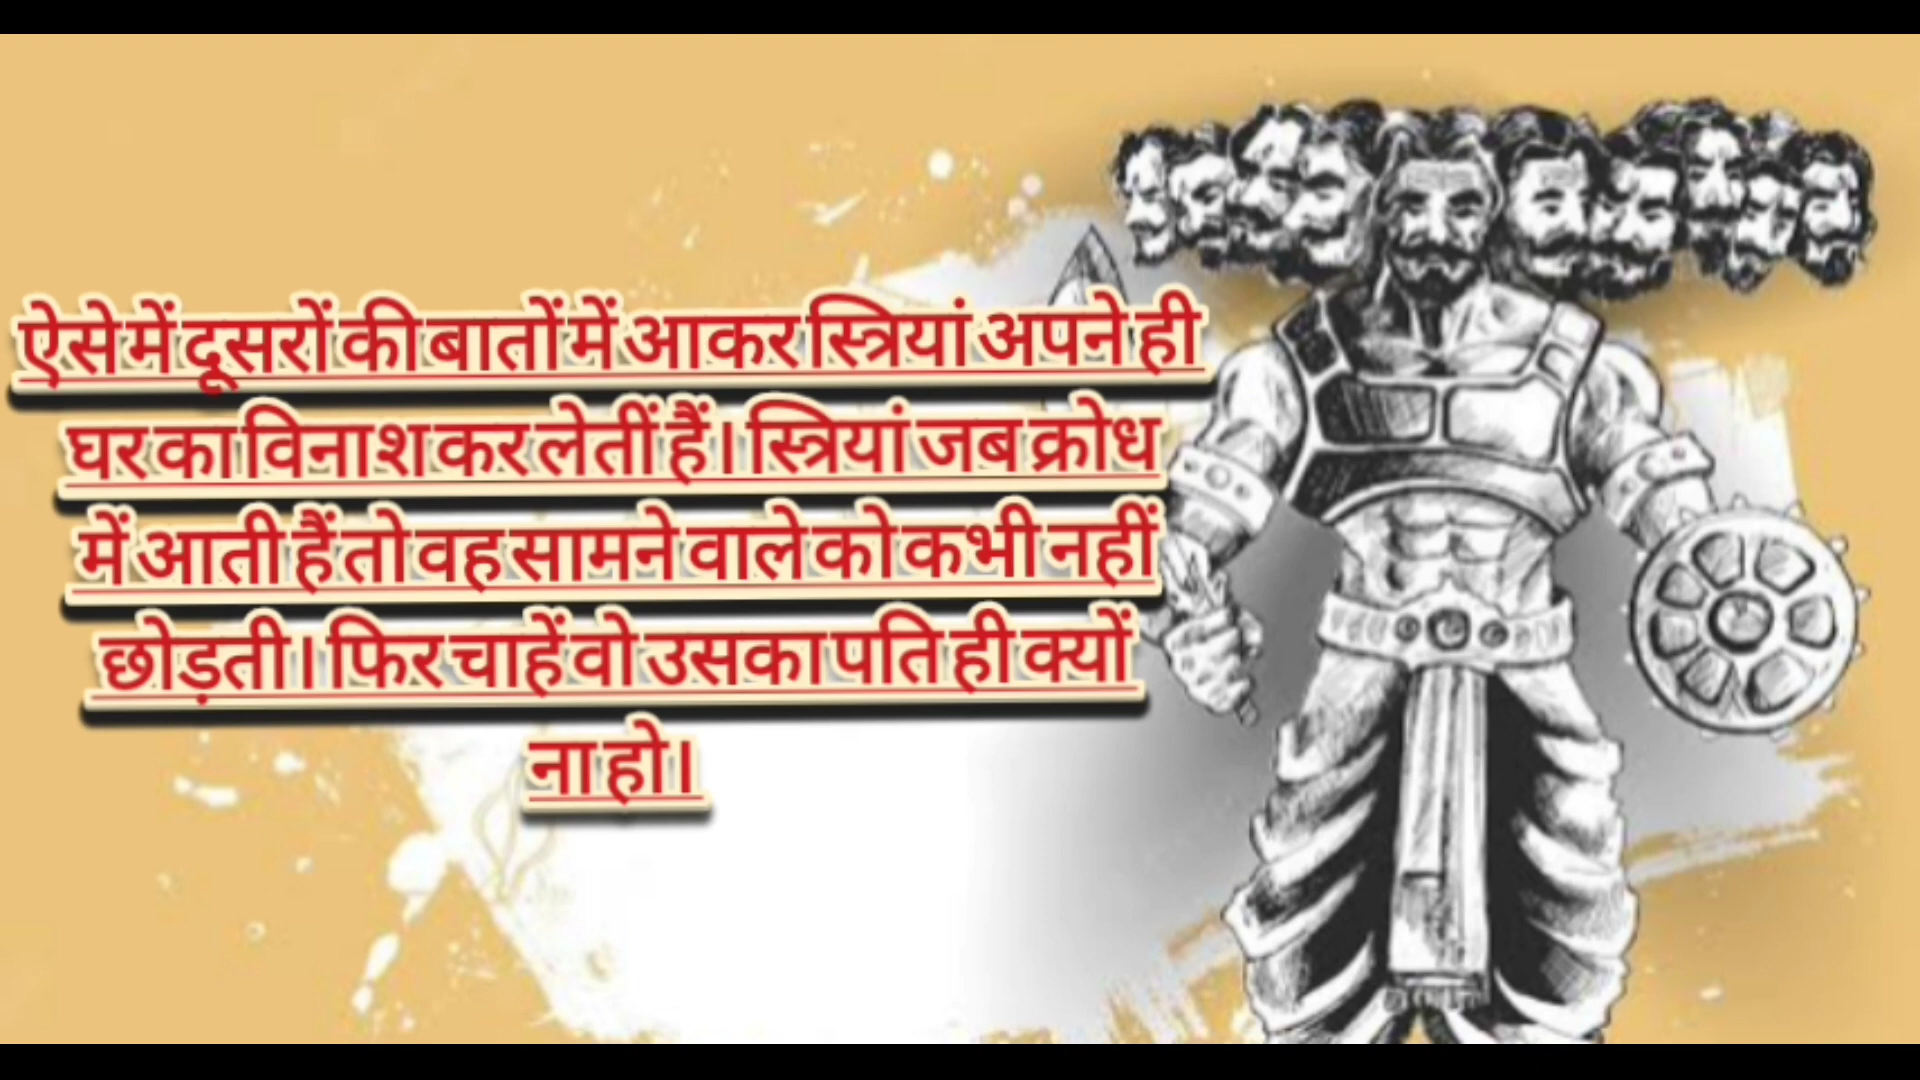 ऐसे में दूसरों की बातों में आकर स्त्रियां अपने ही
घर का विनाश कर लेतीं हैं। स्त्रियां जब क्रोध
में आती हैं तो वह सामने वाले को कभी नहीं
छोड़ती। फिर चाहें वो उसका पति ही क्यों
ना हो।